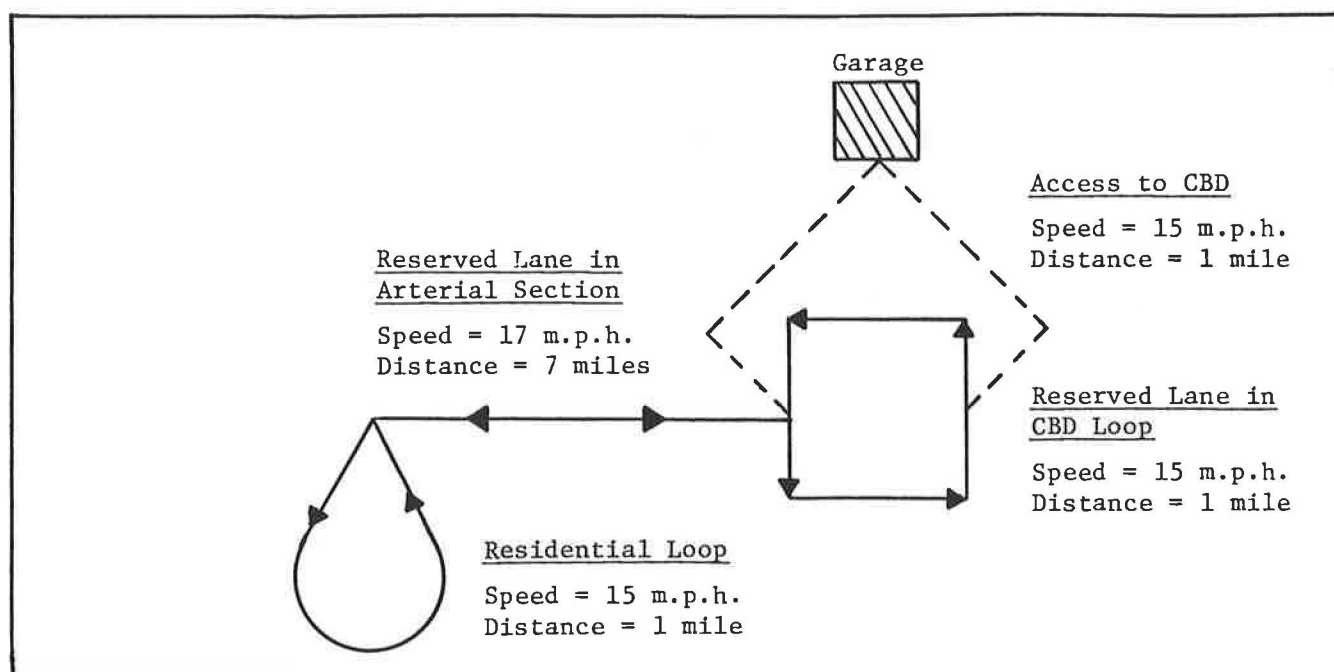 Garage
Access to CBD
Speed = 15 m.p.h.
Distance = 1 mile
Reserved Lane in
Arterial Section
Speed = 17 m.p.h.
Distance = 7 miles
Reserved Lane in
CBD Loop
Speed = 15 m.p.h.
Distance = 1 mile
Residential Loop
Speed = 15 m.p.h.
Distance = 1 mile